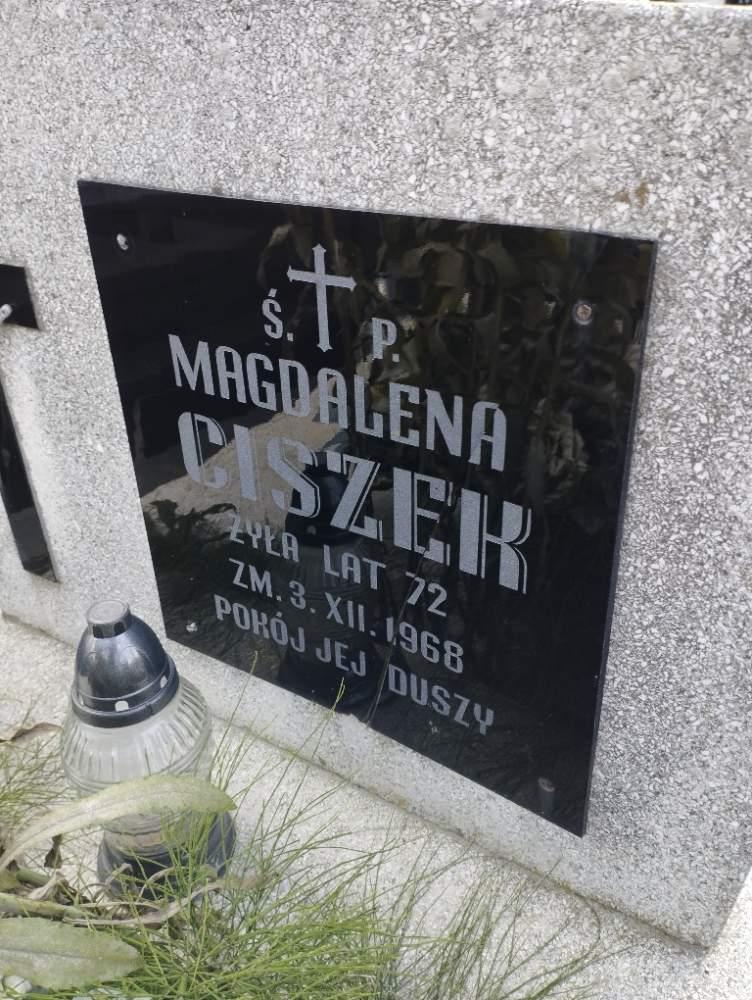 Ś. P.
MAGDALENA
CISZEK
ŻYŁA LAT 72
ZM. 3. XII. 1968
POKÓJ JEJ DUSZY